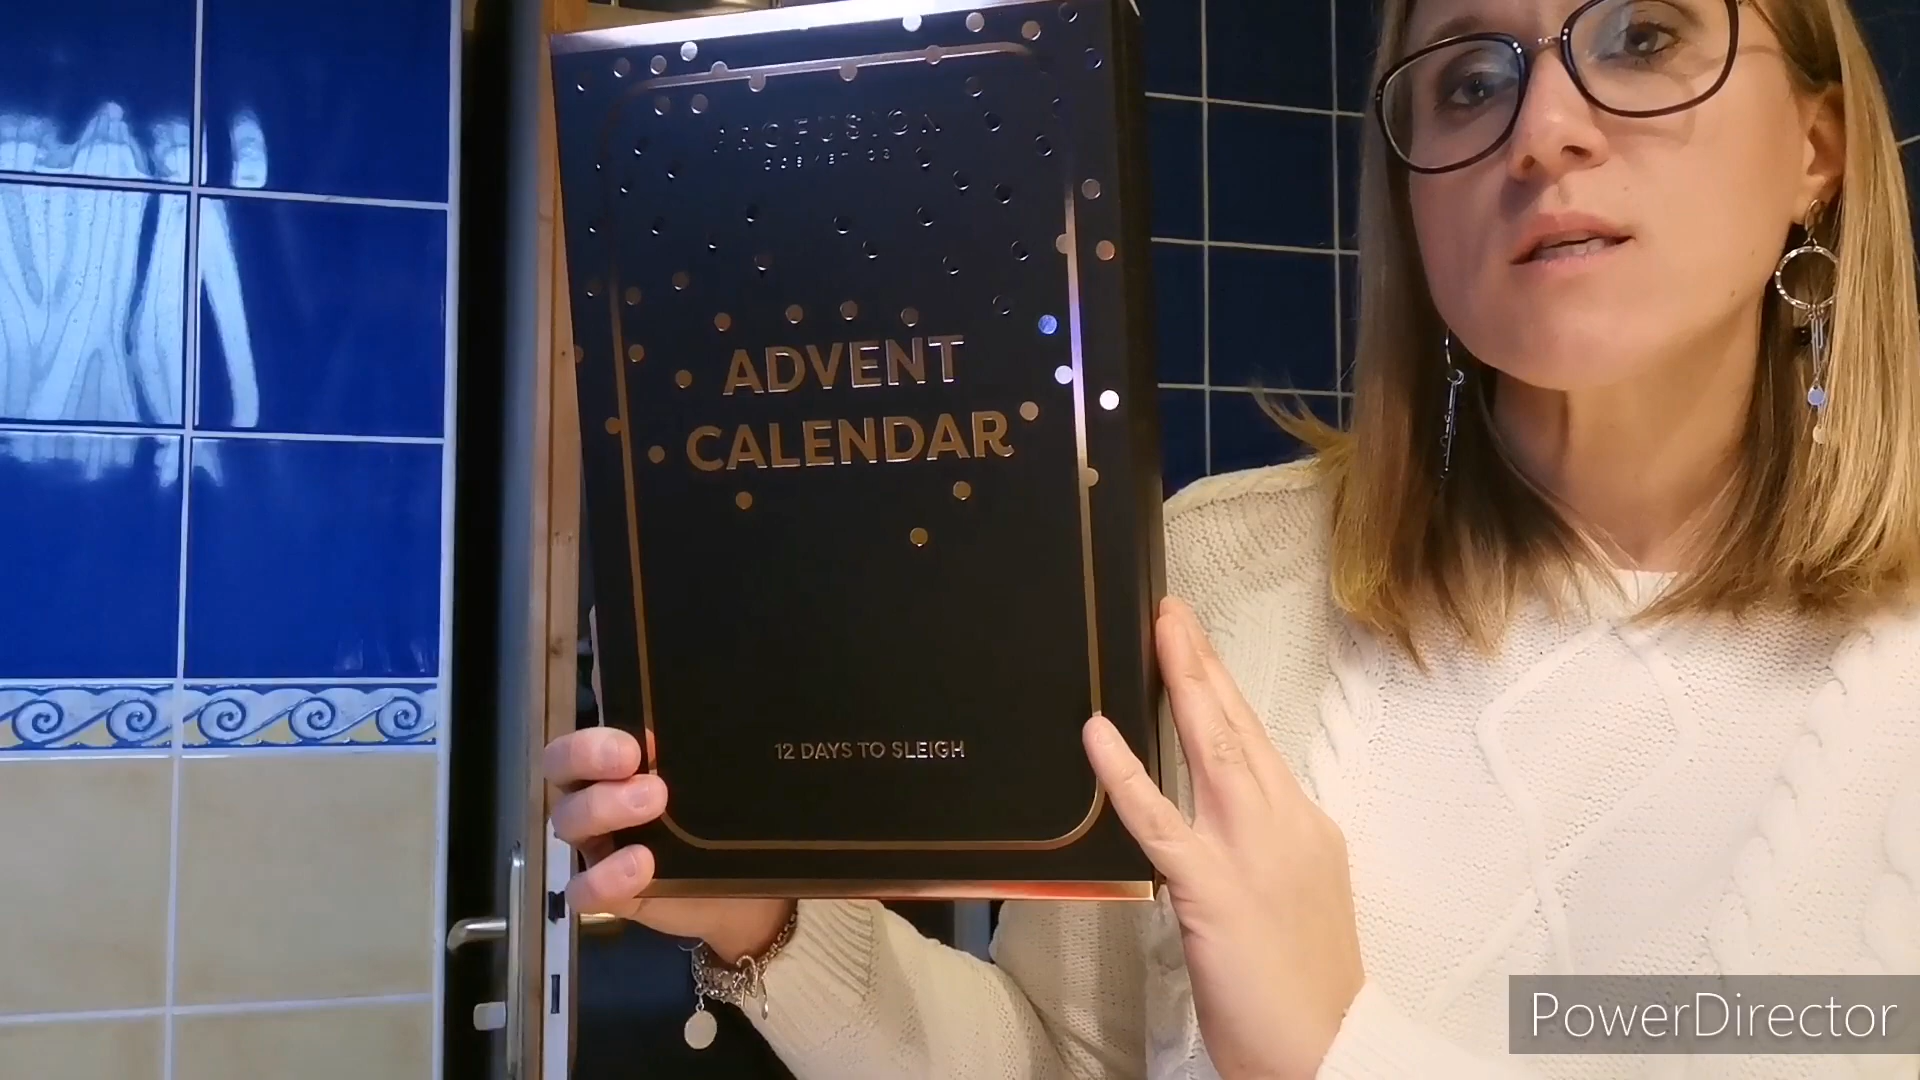 PROFUSION
COSMETICS
ADVENT
CALENDAR
12 DAYS TO SLEIGH
PowerDirector